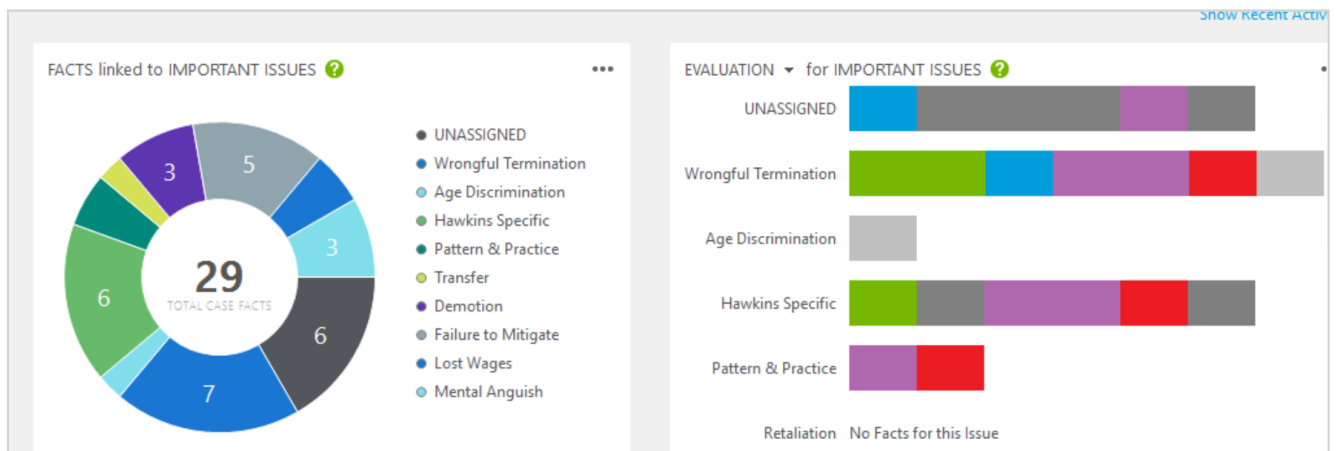 Show Recent Activ
FACTS linked to IMPORTANT ISSUES ?
•••
3
5
3
6
6
7
29
TOTAL CASE FACTS
UNASSIGNED
Wrongful Termination
Age Discrimination
Hawkins Specific
Pattern & Practice
Transfer
Demotion
Failure to Mitigate
Lost Wages
Mental Anguish
EVALUATION for IMPORTANT ISSUES ?
UNASSIGNED
Wrongful Termination
Age Discrimination
Hawkins Specific
Pattern & Practice
Retaliation No Facts for this Issue